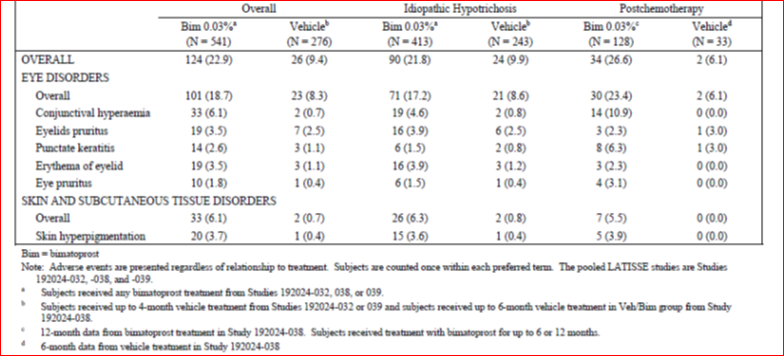 Overall Idiopathic Hypotrichosis Postchemotherapy
Bim 0.03%a Vehicleb Bim 0.03%a Vehicleb Bim 0.03%c Vehicled
(N = 541) (N = 276) (N = 413) (N = 243) (N = 128) (N = 33)
OVERALL 124 (22.9) 26 (9.4) 90 (21.8) 24 (9.9) 34 (26.6) 2 (6.1)
EYE DISORDERS
Overall 101 (18.7) 23 (8.3) 71 (17.2) 21 (8.6) 30 (23.4) 2 (6.1)
Conjunctival hyperaemia 33 (6.1) 2 (0.7) 19 (4.6) 2 (0.8) 14 (10.9) 0 (0.0)
Eyelids pruritus 19 (3.5) 7 (2.5) 16 (3.9) 6 (2.5) 3 (2.3) 1 (3.0)
Punctate keratitis 14 (2.6) 3 (1.1) 6 (1.5) 2 (0.8) 8 (6.3) 1 (3.0)
Erythema of eyelid 19 (3.5) 3 (1.1) 16 (3.9) 3 (1.2) 3 (2.3) 0 (0.0)
Eye pruritus 10 (1.8) 1 (0.4) 6 (1.5) 1 (0.4) 4 (3.1) 0 (0.0)
SKIN AND SUBCUTANEOUS TISSUE DISORDERS
Overall 33 (6.1) 2 (0.7) 26 (6.3) 2 (0.8) 7 (5.5) 0 (0.0)
Skin hyperpigmentation 20 (3.7) 1 (0.4) 15 (3.6) 1 (0.4) 5 (3.9) 0 (0.0)
Bim = bimatoprost
Note: Adverse events are presented regardless of relationship to treatment. Subjects are counted once within each preferred term. The pooled LATISSE studies are Studies
192024-032, -038, and -039.
a Subjects received any bimatoprost treatment from Studies 192024-032, 038, or 039.
b Subjects received up to 4-month vehicle treatment from Studies 192024-032 or 039 and subjects received up to 6-month vehicle treatment in Veh/Bim group from Study
192024-038.
c 12-month data from bimatoprost treatment in Study 192024-038. Subjects received treatment with bimatoprost for up to 6 or 12 months.
d 6-month data from vehicle treatment in Study 192024-038